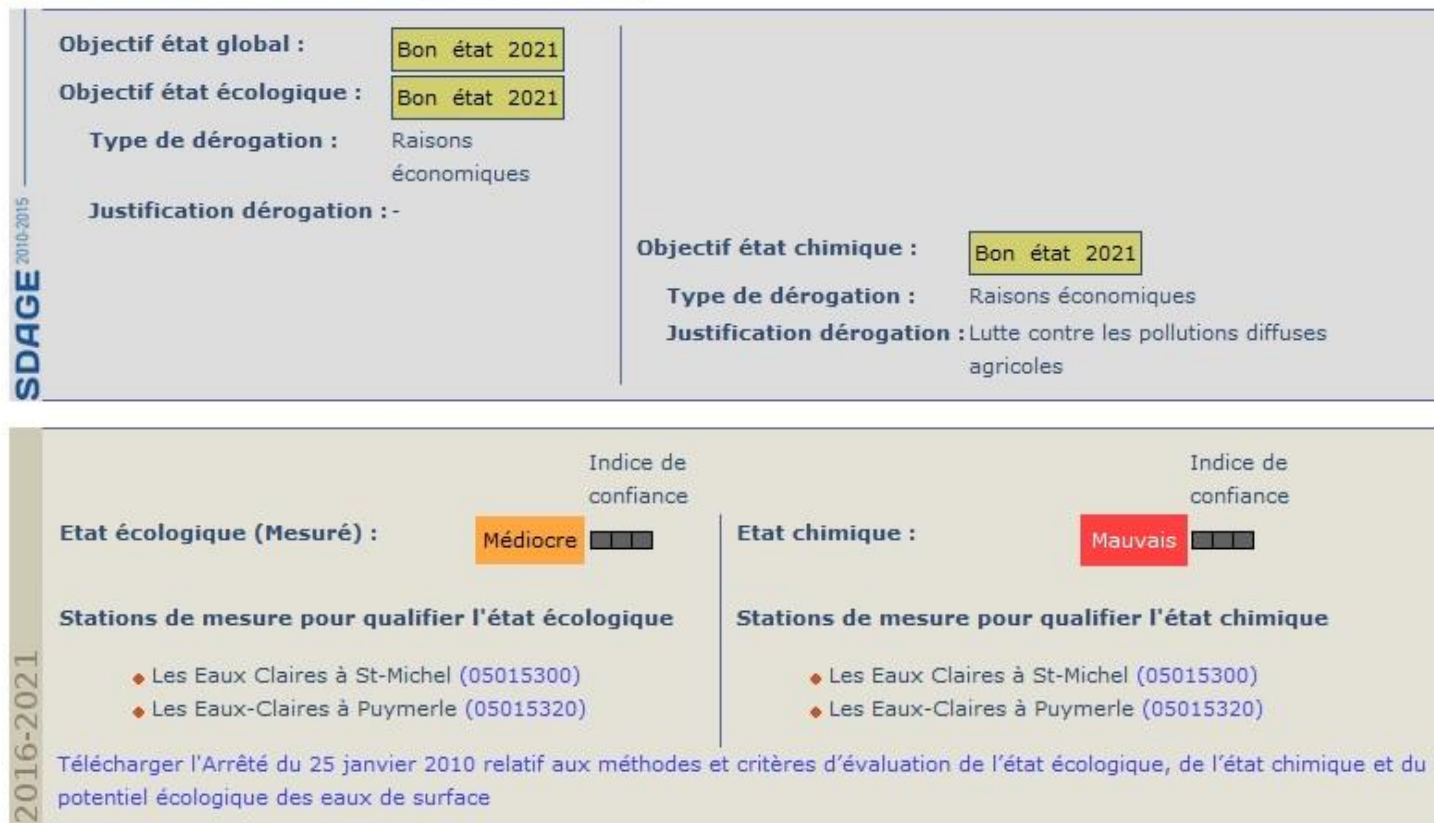 SDAGE 2010-2015
Objectif état global : Bon état 2021
Objectif état écologique : Bon état 2021
Type de dérogation : Raisons
économiques
Justification dérogation : -
Objectif état chimique : Bon état 2021
Type de dérogation : Raisons économiques
Justification dérogation : Lutte contre les pollutions diffuses
agricoles
2016-2021
Indice de
confiance
Etat écologique (Mesuré) : Médiocre
Stations de mesure pour qualifier l'état écologique
Les Eaux Claires à St-Michel (05015300)
Les Eaux-Claires à Puymerle (05015320)
Indice de
confiance
Etat chimique : Mauvais
Stations de mesure pour qualifier l'état chimique
Les Eaux Claires à St-Michel (05015300)
Les Eaux-Claires à Puymerle (05015320)
Télécharger l'Arrêté du 25 janvier 2010 relatif aux méthodes et critères d’évaluation de l’état écologique, de l’état chimique et du
potentiel écologique des eaux de surface